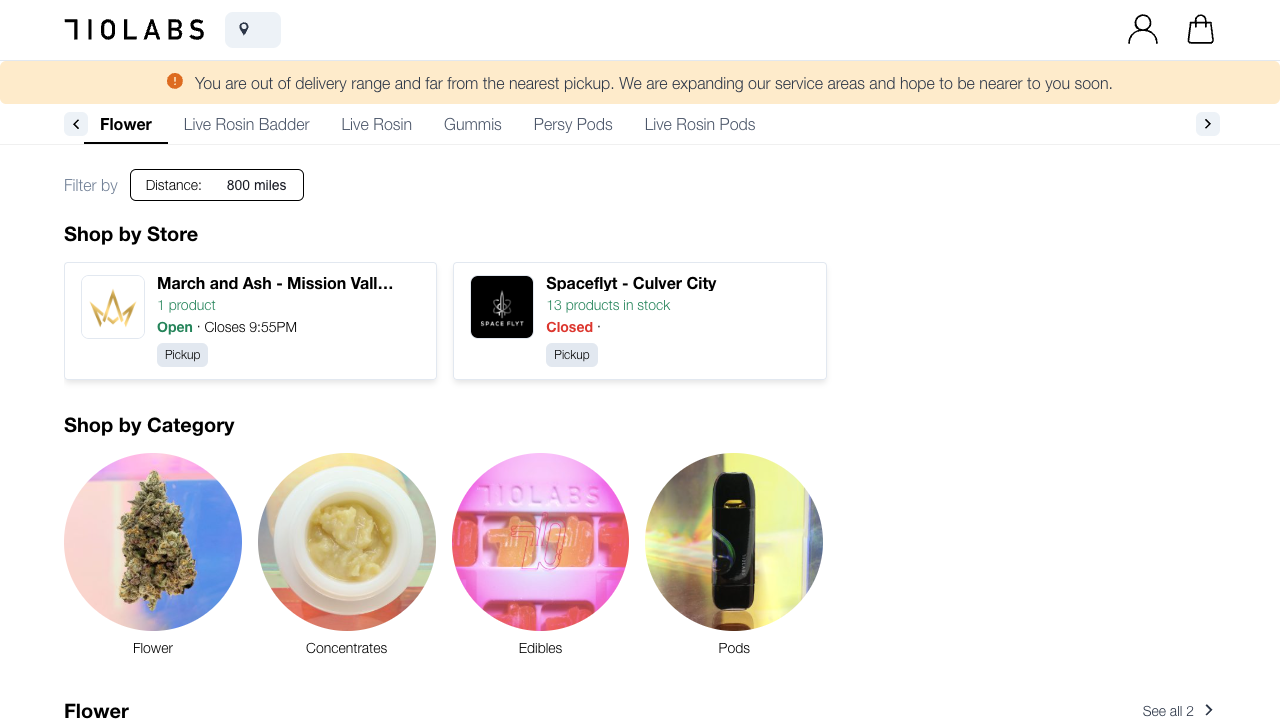 710LABS
You are out of delivery range and far from the nearest pickup. We are expanding our service areas and hope to be nearer to you soon.
Flower Live Rosin Badder Live Rosin Gummis Persy Pods Live Rosin Pods
Filter by Distance: 800 miles
Shop by Store
March and Ash - Mission Vall...
1 product
Open · Closes 9:55PM
Pickup
SPACE FLYT
Spaceflyt - Culver City
13 products in stock
Closed ·
Pickup
Shop by Category
710LABS
710
Flower
Concentrates
Edibles
Pods
Flower
See all 2